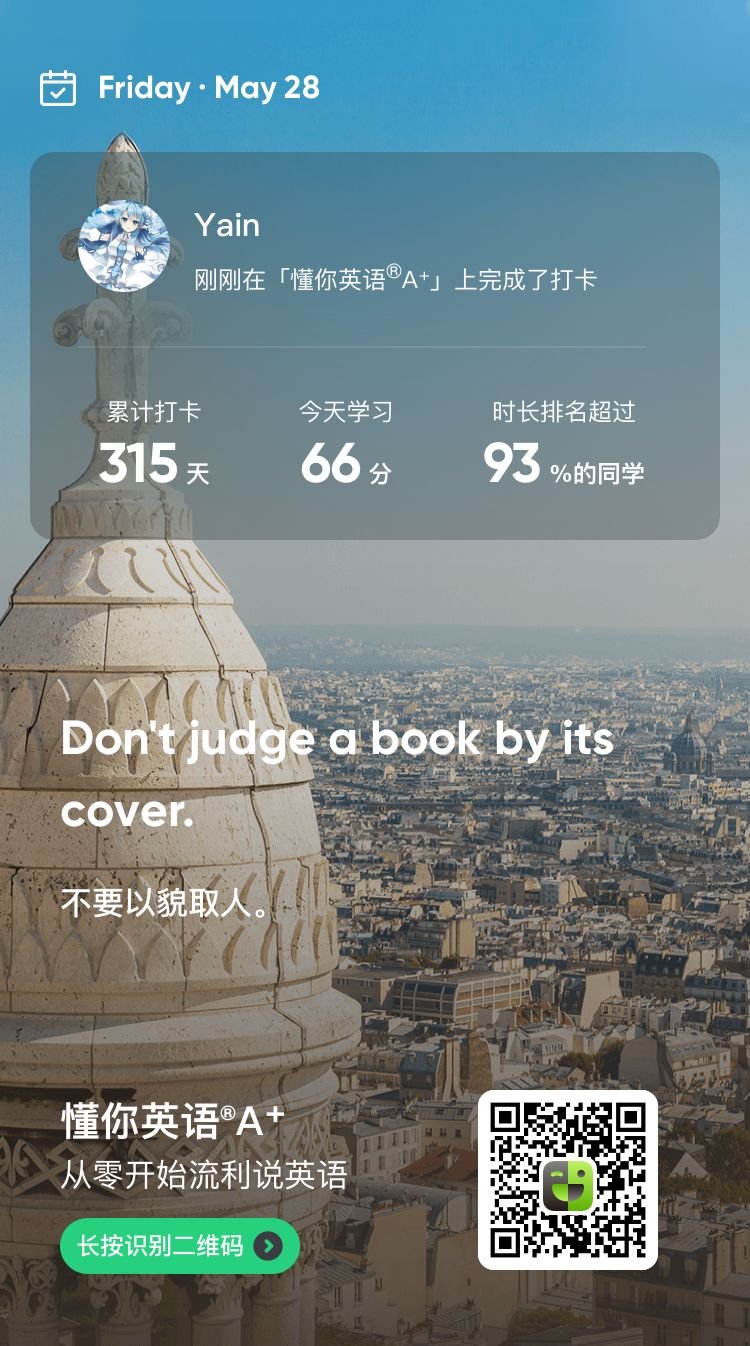 Friday · May 28
Yain
刚刚在「懂你英语®A⁺」上完成了打卡
累计打卡
今天学习
时长排名超过
315 天
66 分
93 %的同学
Don't judge a book by its
cover.
不要以貌取人。
懂你英语®A⁺
从零开始流利说英语
长按识别二维码